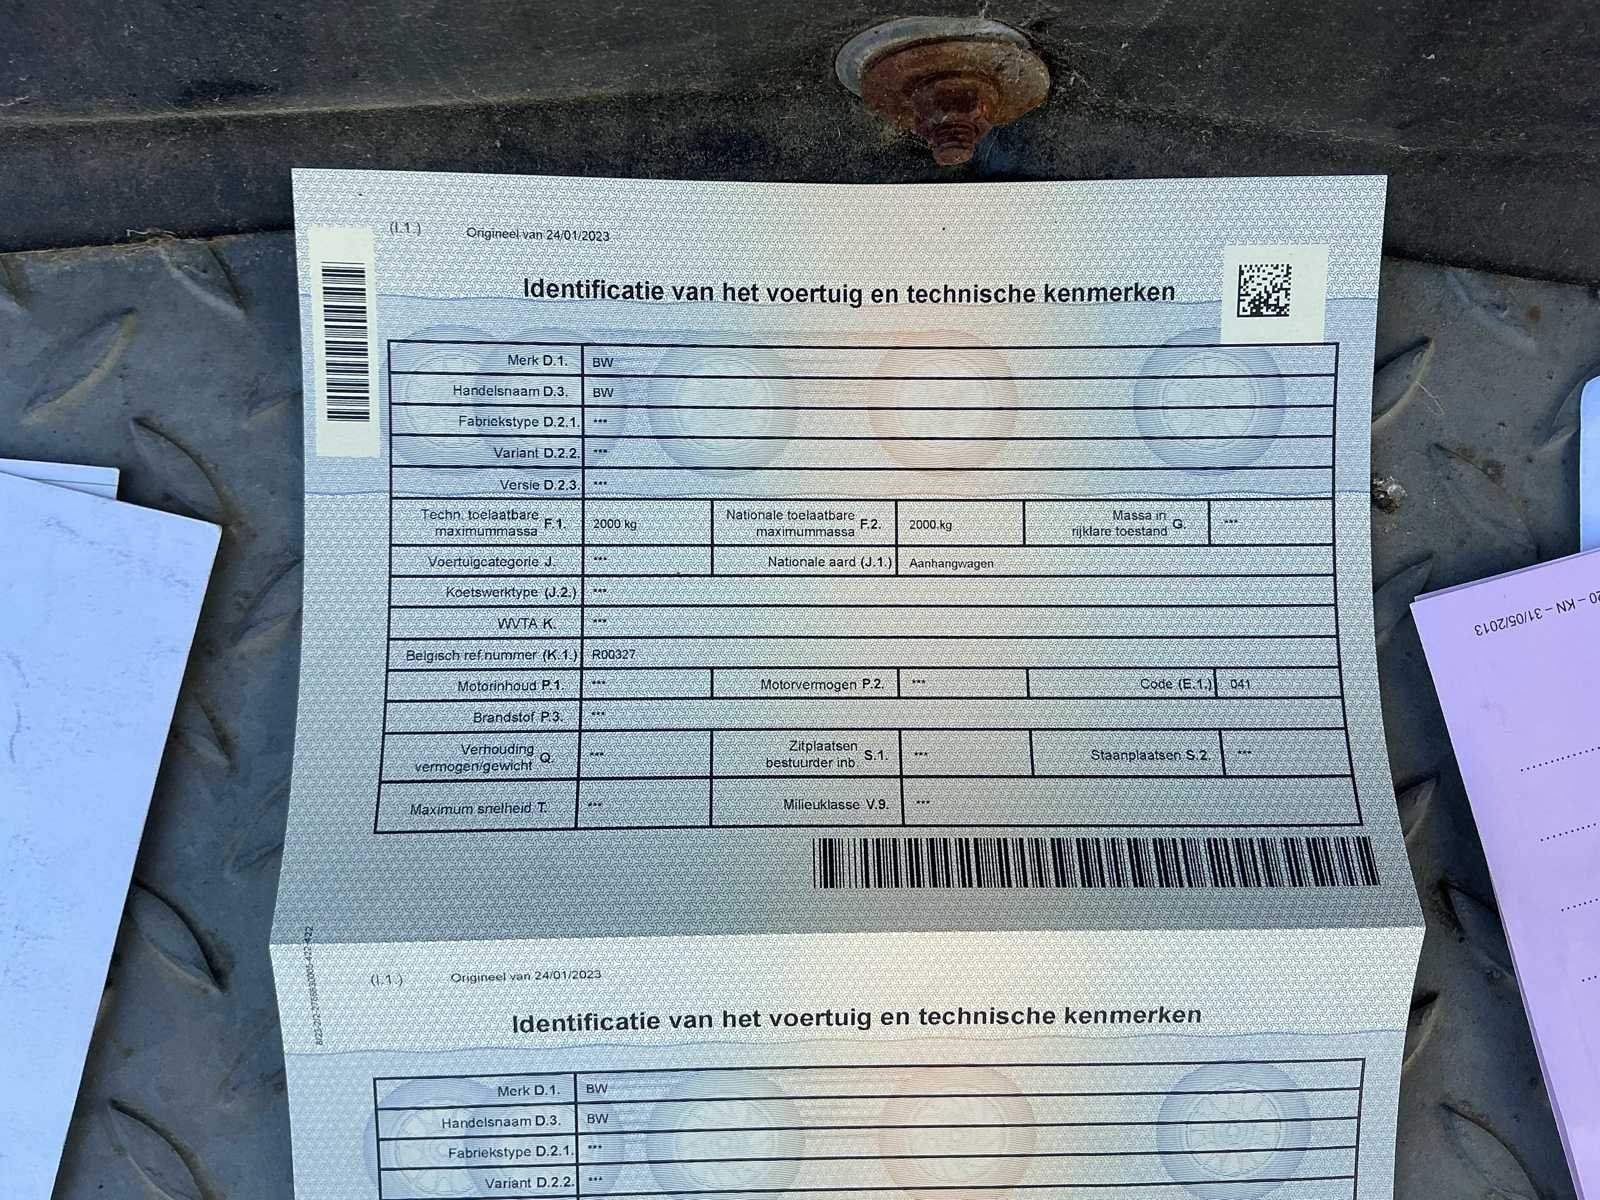 (I.1.) Origineel van 24/01/2023
Identificatie van het voertuig en technische kenmerken
Merk D.1. BW
Handelsnaam D.3. BW
Fabriekstype D.2.1. ***
Variant D.2.2. ***
Versie D.2.3. ***
Techn. toelaatbare maximummassa F.1. 2000 kg Nationale toelaatbare maximummassa F.2. 2000 kg Massa in rijklare toestand G. ***
Voertuigcategorie J. *** Nationale aard (J.1.) Aanhangwagen
Koetswerktype (J.2.) ***
WVTA K. ***
Belgisch ref.nummer (K.1.) R00327
Motorinhoud P.1. *** Motorvermogen P.2. *** Code (E.1.) 041
Brandstof P.3. ***
Verhouding vermogen/gewicht Q. *** Zitplaatsen bestuurder inb. S.1. *** Staanplaatsen S.2. ***
Maximum snelheid T. *** Milieuklasse V.9. ***
(I.1.) Origineel van 24/01/2023
Identificatie van het voertuig en technische kenmerken
Merk D.1. BW
Handelsnaam D.3. BW
Fabriekstype D.2.1. ***
Variant D.2.2. ***
20 – KN – 31/05/2013